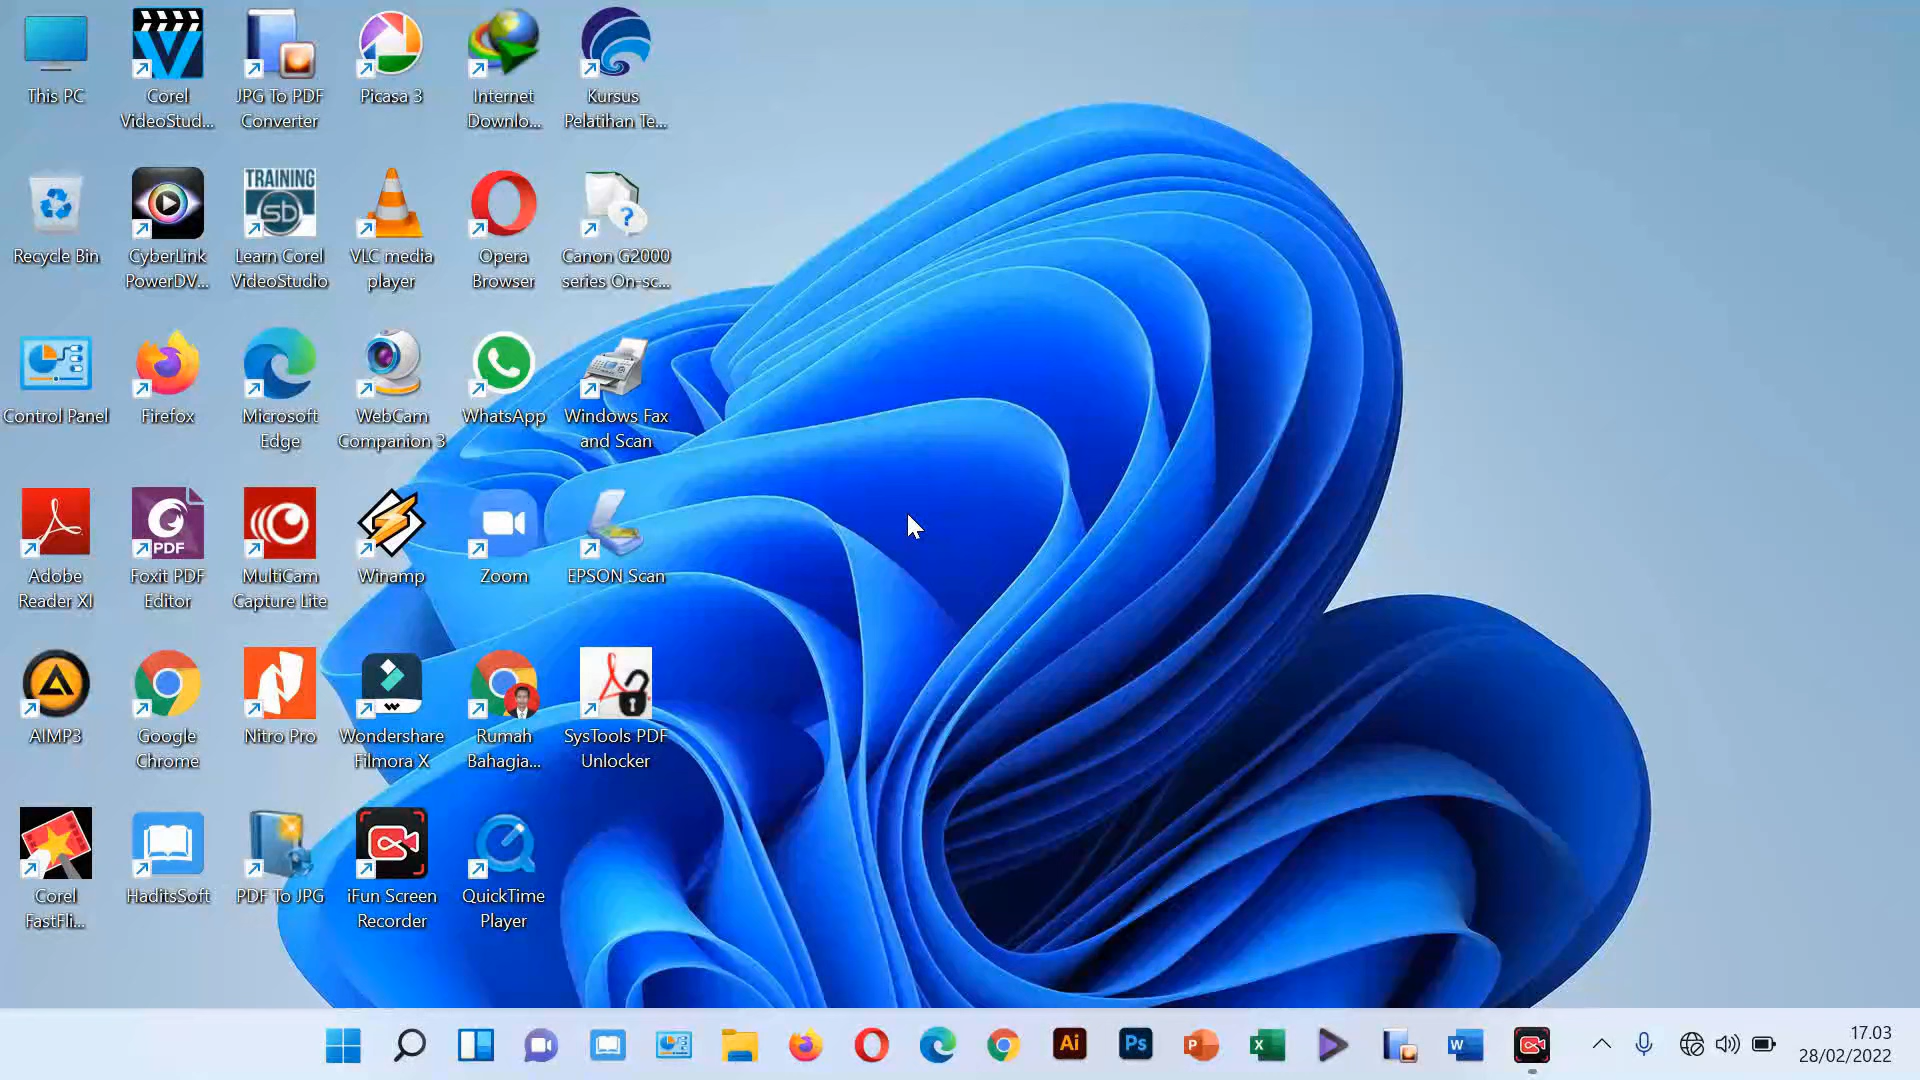 This PC
Corel
VideoStud...
JPG To PDF
Converter
Picasa 3
Internet
Downlo...
Kursus
Pelatihan Te...
Recycle Bin
CyberLink
PowerDV...
TRAINING
sb
Learn Corel
VideoStudio
VLC media
player
Opera
Browser
Canon G2000
series On-sc...
Control Panel
Firefox
Microsoft
Edge
WebCam
Companion 3
WhatsApp
Windows Fax
and Scan
Adobe
Reader XI
PDF
Foxit PDF
Editor
MultiCam
Capture Lite
Winamp
Zoom
EPSON Scan
AIMP3
Google
Chrome
Nitro Pro
Wondershare
Filmora X
Rumah
Bahagia...
SysTools PDF
Unlocker
Corel
FastFli...
HaditsSoft
PDF To JPG
iFun Screen
Recorder
QuickTime
Player
Ai
Ps
P
X
W
17.03
28/02/2022